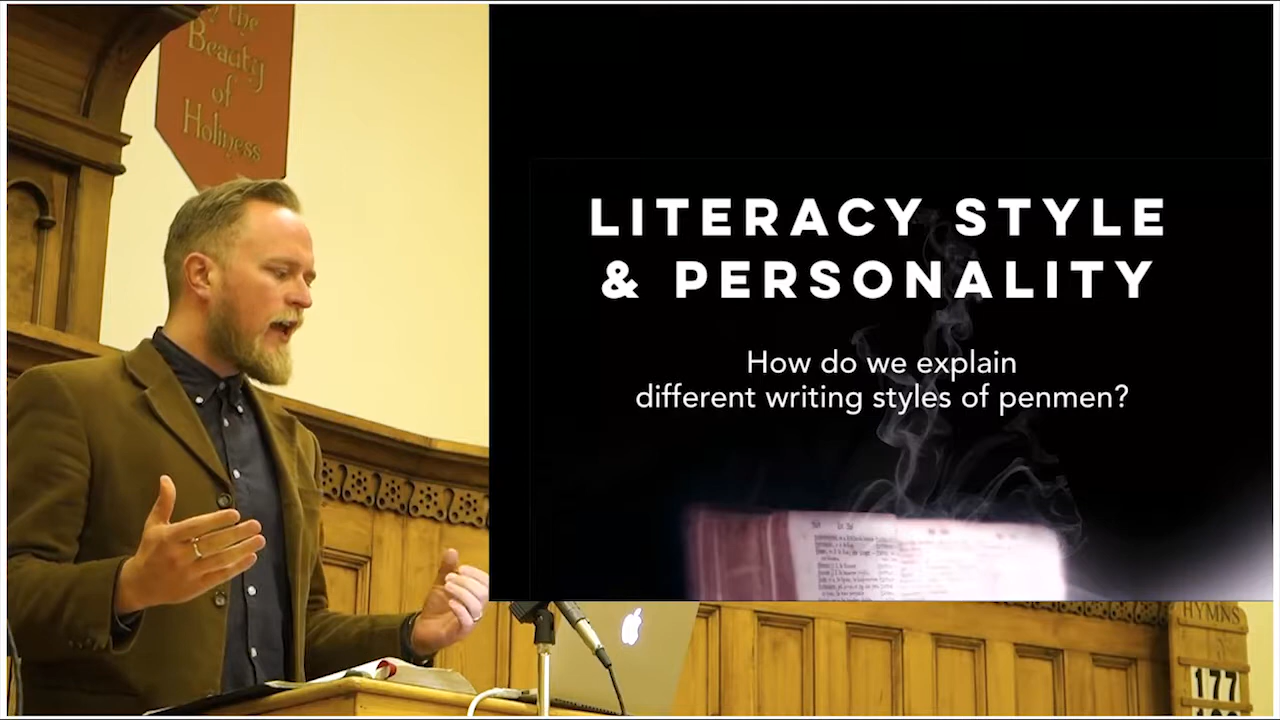 the
Beauty
of
Holiness
LITERACY STYLE
& PERSONALITY
How do we explain
different writing styles of penmen?
HYMNS
177